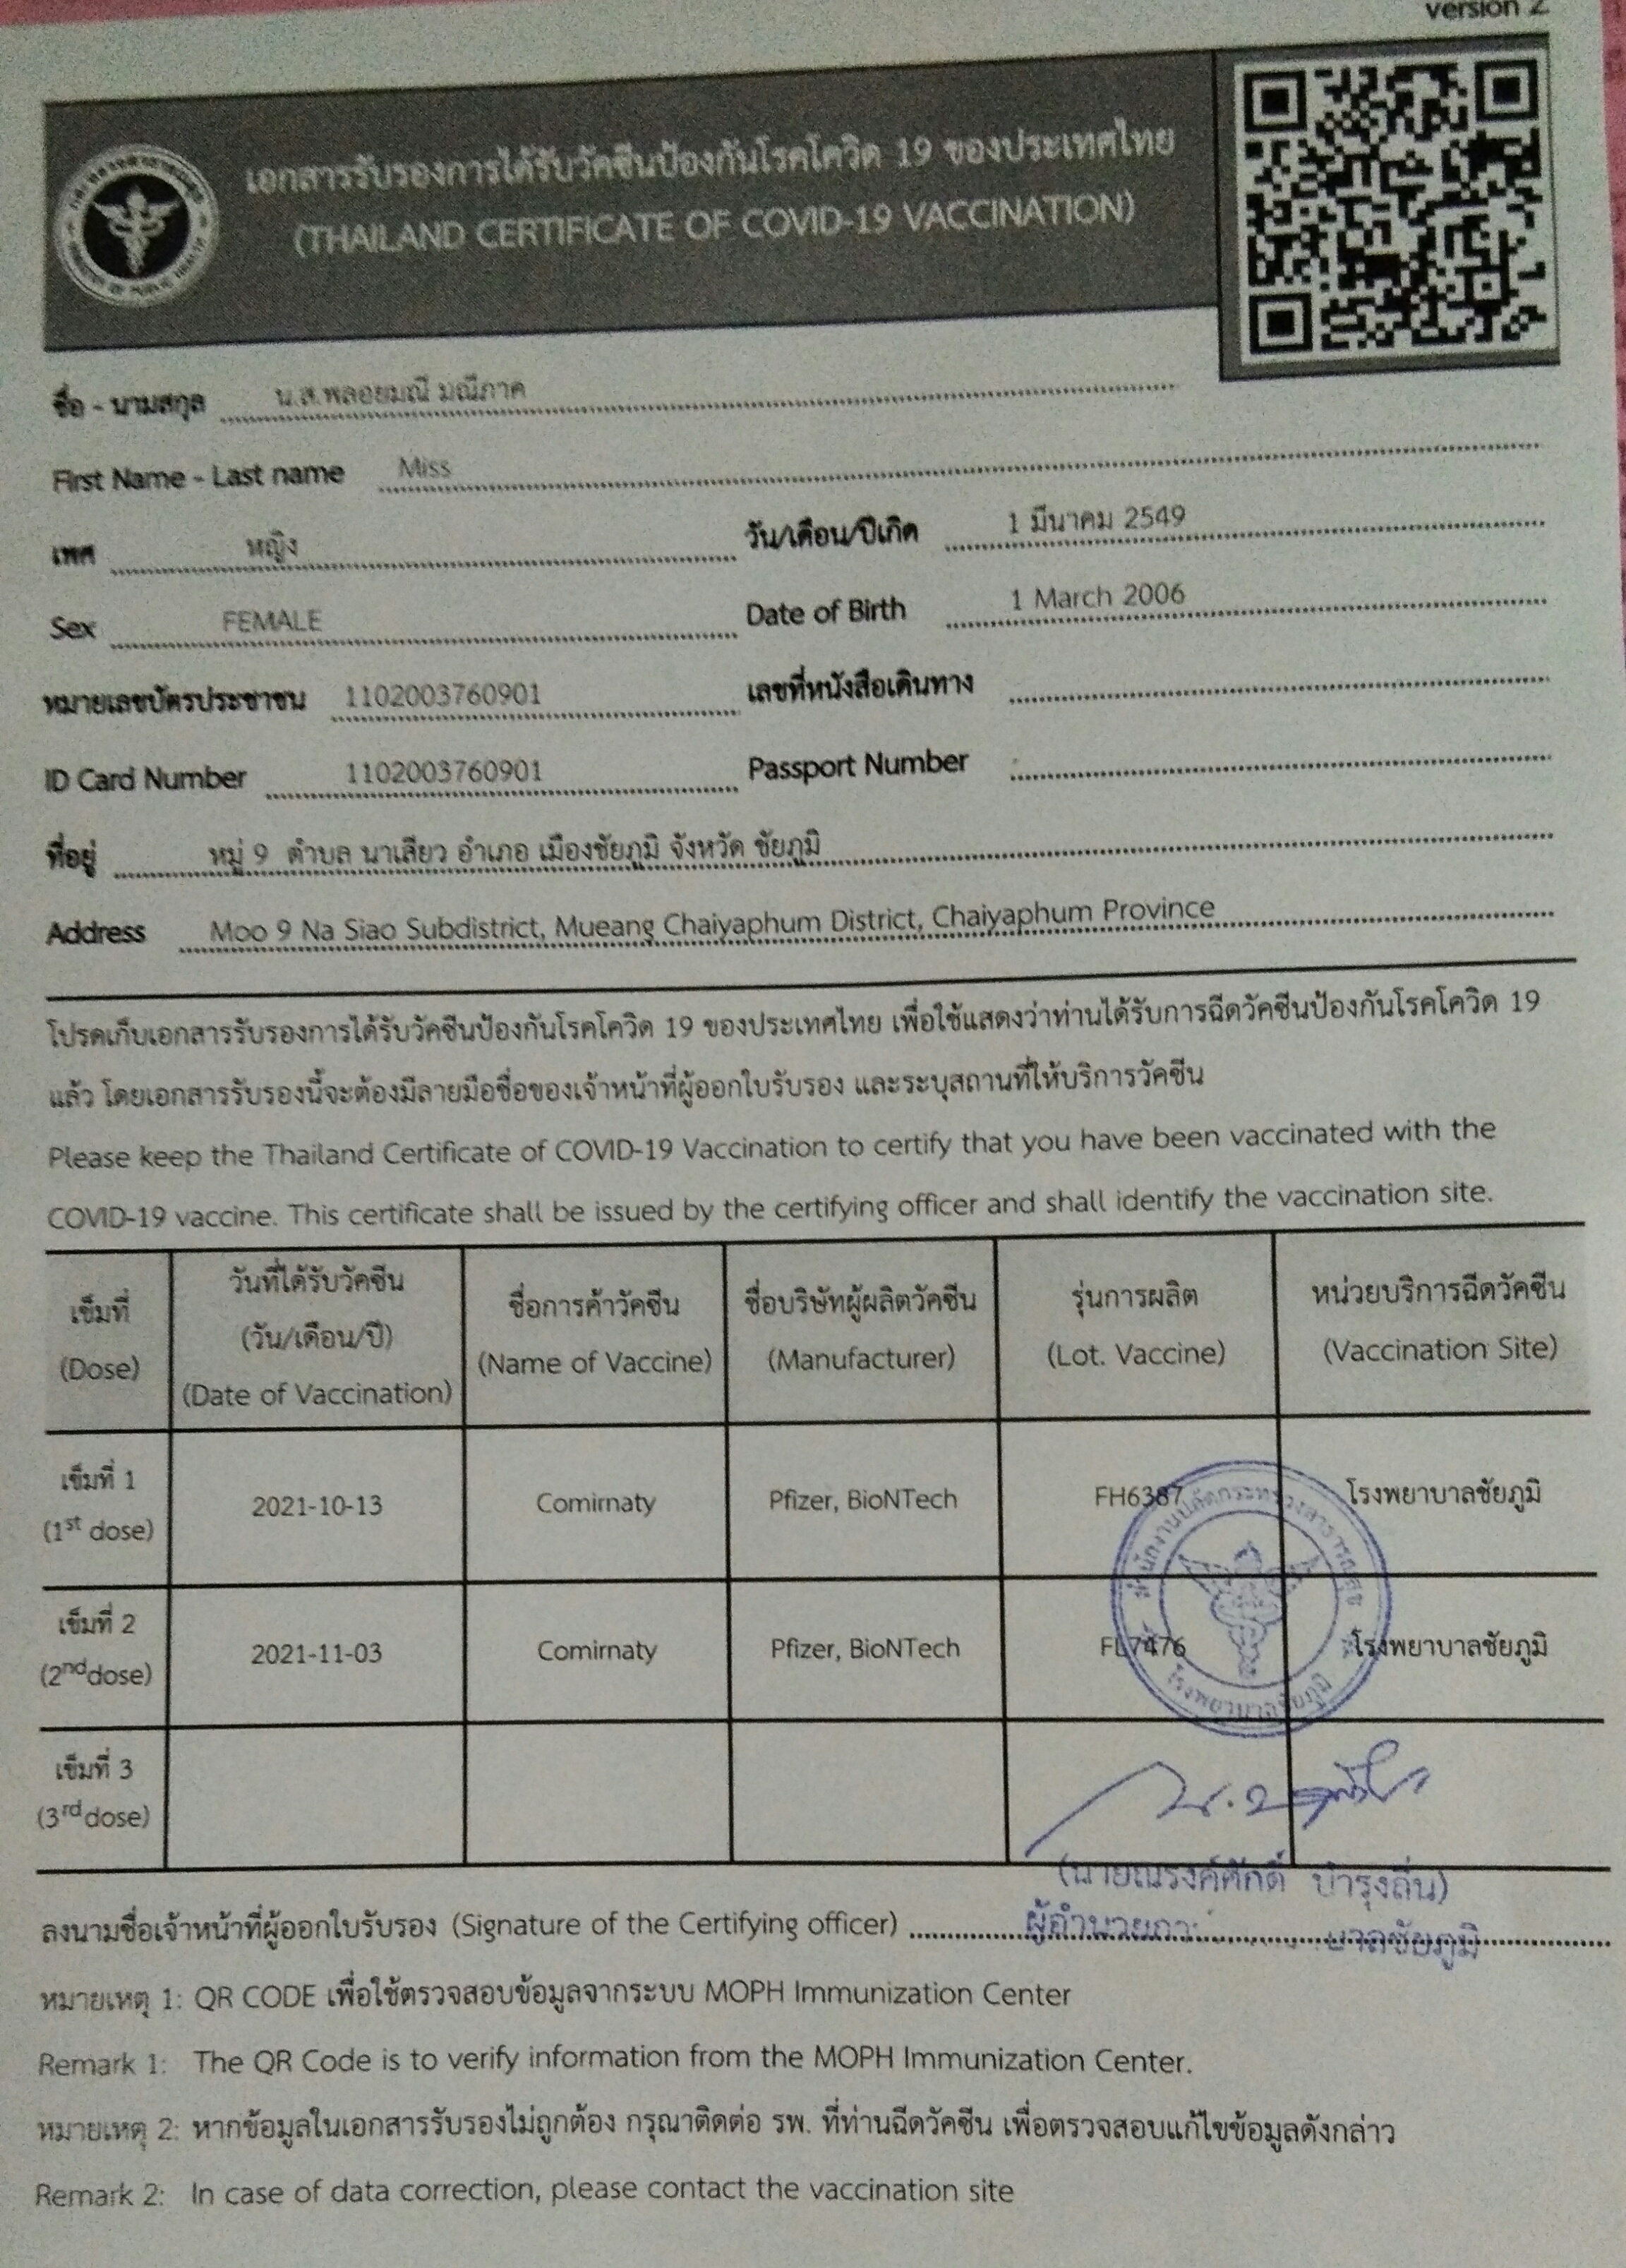 version 2
เอกสารรับรองการได้รับวัคซีนป้องกันโรคโควิด 19 ของประเทศไทย
(THAILAND CERTIFICATE OF COVID-19 VACCINATION)
ชื่อ - นามสกุล น.ส.พลอยมณี มณีภาค
First Name - Last name Miss
เพศ หญิง วัน/เดือน/ปีเกิด 1 มีนาคม 2549
Sex FEMALE Date of Birth 1 March 2006
หมายเลขบัตรประชาชน 1102003760901 เลขที่หนังสือเดินทาง
ID Card Number 1102003760901 Passport Number
ที่อยู่ หมู่ 9 ตำบล นาเสียว อำเภอ เมืองชัยภูมิ จังหวัด ชัยภูมิ
Address Moo 9 Na Siao Subdistrict, Mueang Chaiyaphum District, Chaiyaphum Province
โปรดเก็บเอกสารรับรองการได้รับวัคซีนป้องกันโรคโควิด 19 ของประเทศไทย เพื่อใช้แสดงว่าท่านได้รับการฉีดวัคซีนป้องกันโรคโควิด 19
แล้ว โดยเอกสารรับรองนี้จะต้องมีลายมือชื่อของเจ้าหน้าที่ผู้ออกใบรับรอง และระบุสถานที่ให้บริการวัคซีน
Please keep the Thailand Certificate of COVID-19 Vaccination to certify that you have been vaccinated with the
COVID-19 vaccine. This certificate shall be issued by the certifying officer and shall identify the vaccination site.
เข็มที่ (Dose)
วันที่ได้รับวัคซีน (วัน/เดือน/ปี) (Date of Vaccination)
ชื่อการค้าวัคซีน (Name of Vaccine)
ชื่อบริษัทผู้ผลิตวัคซีน (Manufacturer)
รุ่นการผลิต (Lot. Vaccine)
หน่วยบริการฉีดวัคซีน (Vaccination Site)
เข็มที่ 1 (1st dose) 2021-10-13 Comirnaty Pfizer, BioNTech FH6387 โรงพยาบาลชัยภูมิ
เข็มที่ 2 (2nd dose) 2021-11-03 Comirnaty Pfizer, BioNTech FL7476 โรงพยาบาลชัยภูมิ
สำนักงานปลัดกระทรวงสาธารณสุข
โรงพยาบาลชัยภูมิ
เข็มที่ 3 (3rd dose)
(นายณรงค์ศักดิ์ บำรุงถิ่น)
ลงนามชื่อเจ้าหน้าที่ผู้ออกใบรับรอง (Signature of the Certifying officer)
หมายเหตุ 1: QR CODE เพื่อใช้ตรวจสอบข้อมูลจากระบบ MOPH Immunization Center
Remark 1: The QR Code is to verify information from the MOPH Immunization Center.
หมายเหตุ 2: หากข้อมูลในเอกสารรับรองไม่ถูกต้อง กรุณาติดต่อ รพ. ที่ท่านฉีดวัคซีน เพื่อตรวจสอบแก้ไขข้อมูลดังกล่าว
Remark 2: In case of data correction, please contact the vaccination site